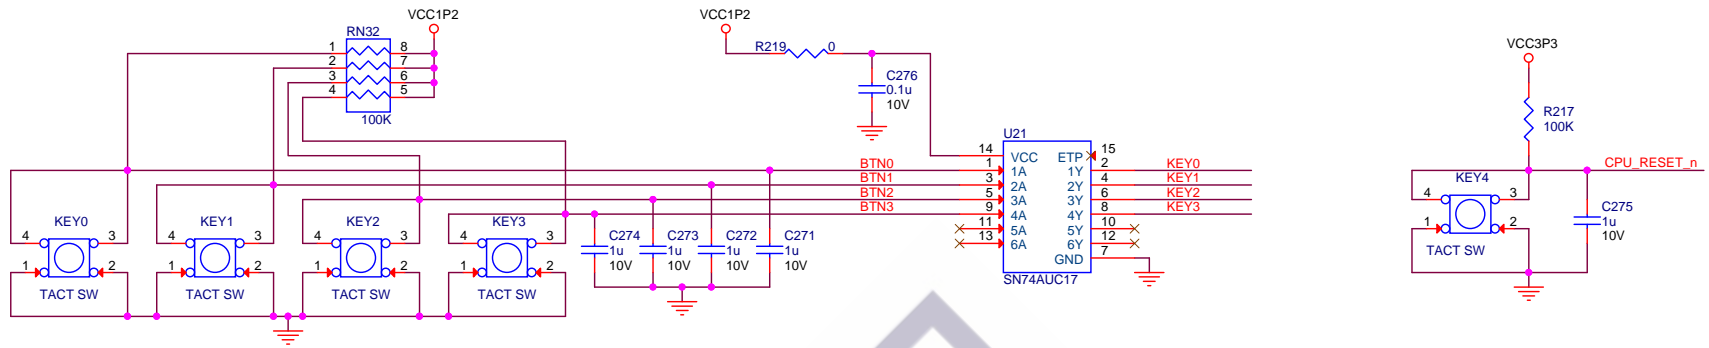 VCC1P2
RN32
1 8
2 7
3 6
4 5
100K
VCC1P2
R219 0
C276
0.1u
10V
VCC3P3
R217
100K
U21
14 VCC ETP 15
BTN0 1 1A 1Y 2 KEY0
BTN1 3 2A 2Y 4 KEY1
BTN2 5 3A 3Y 6 KEY2
BTN3 9 4A 4Y 8 KEY3
11 5A 5Y 10
13 6A 6Y 12
GND 7
SN74AUC17
CPU_RESET_n
KEY0
4 3
1 2
TACT SW
KEY1
4 3
1 2
TACT SW
KEY2
4 3
1 2
TACT SW
KEY3
4 3
1 2
TACT SW
C274
1u
10V
C273
1u
10V
C272
1u
10V
C271
1u
10V
KEY4
4 3
1 2
TACT SW
C275
1u
10V